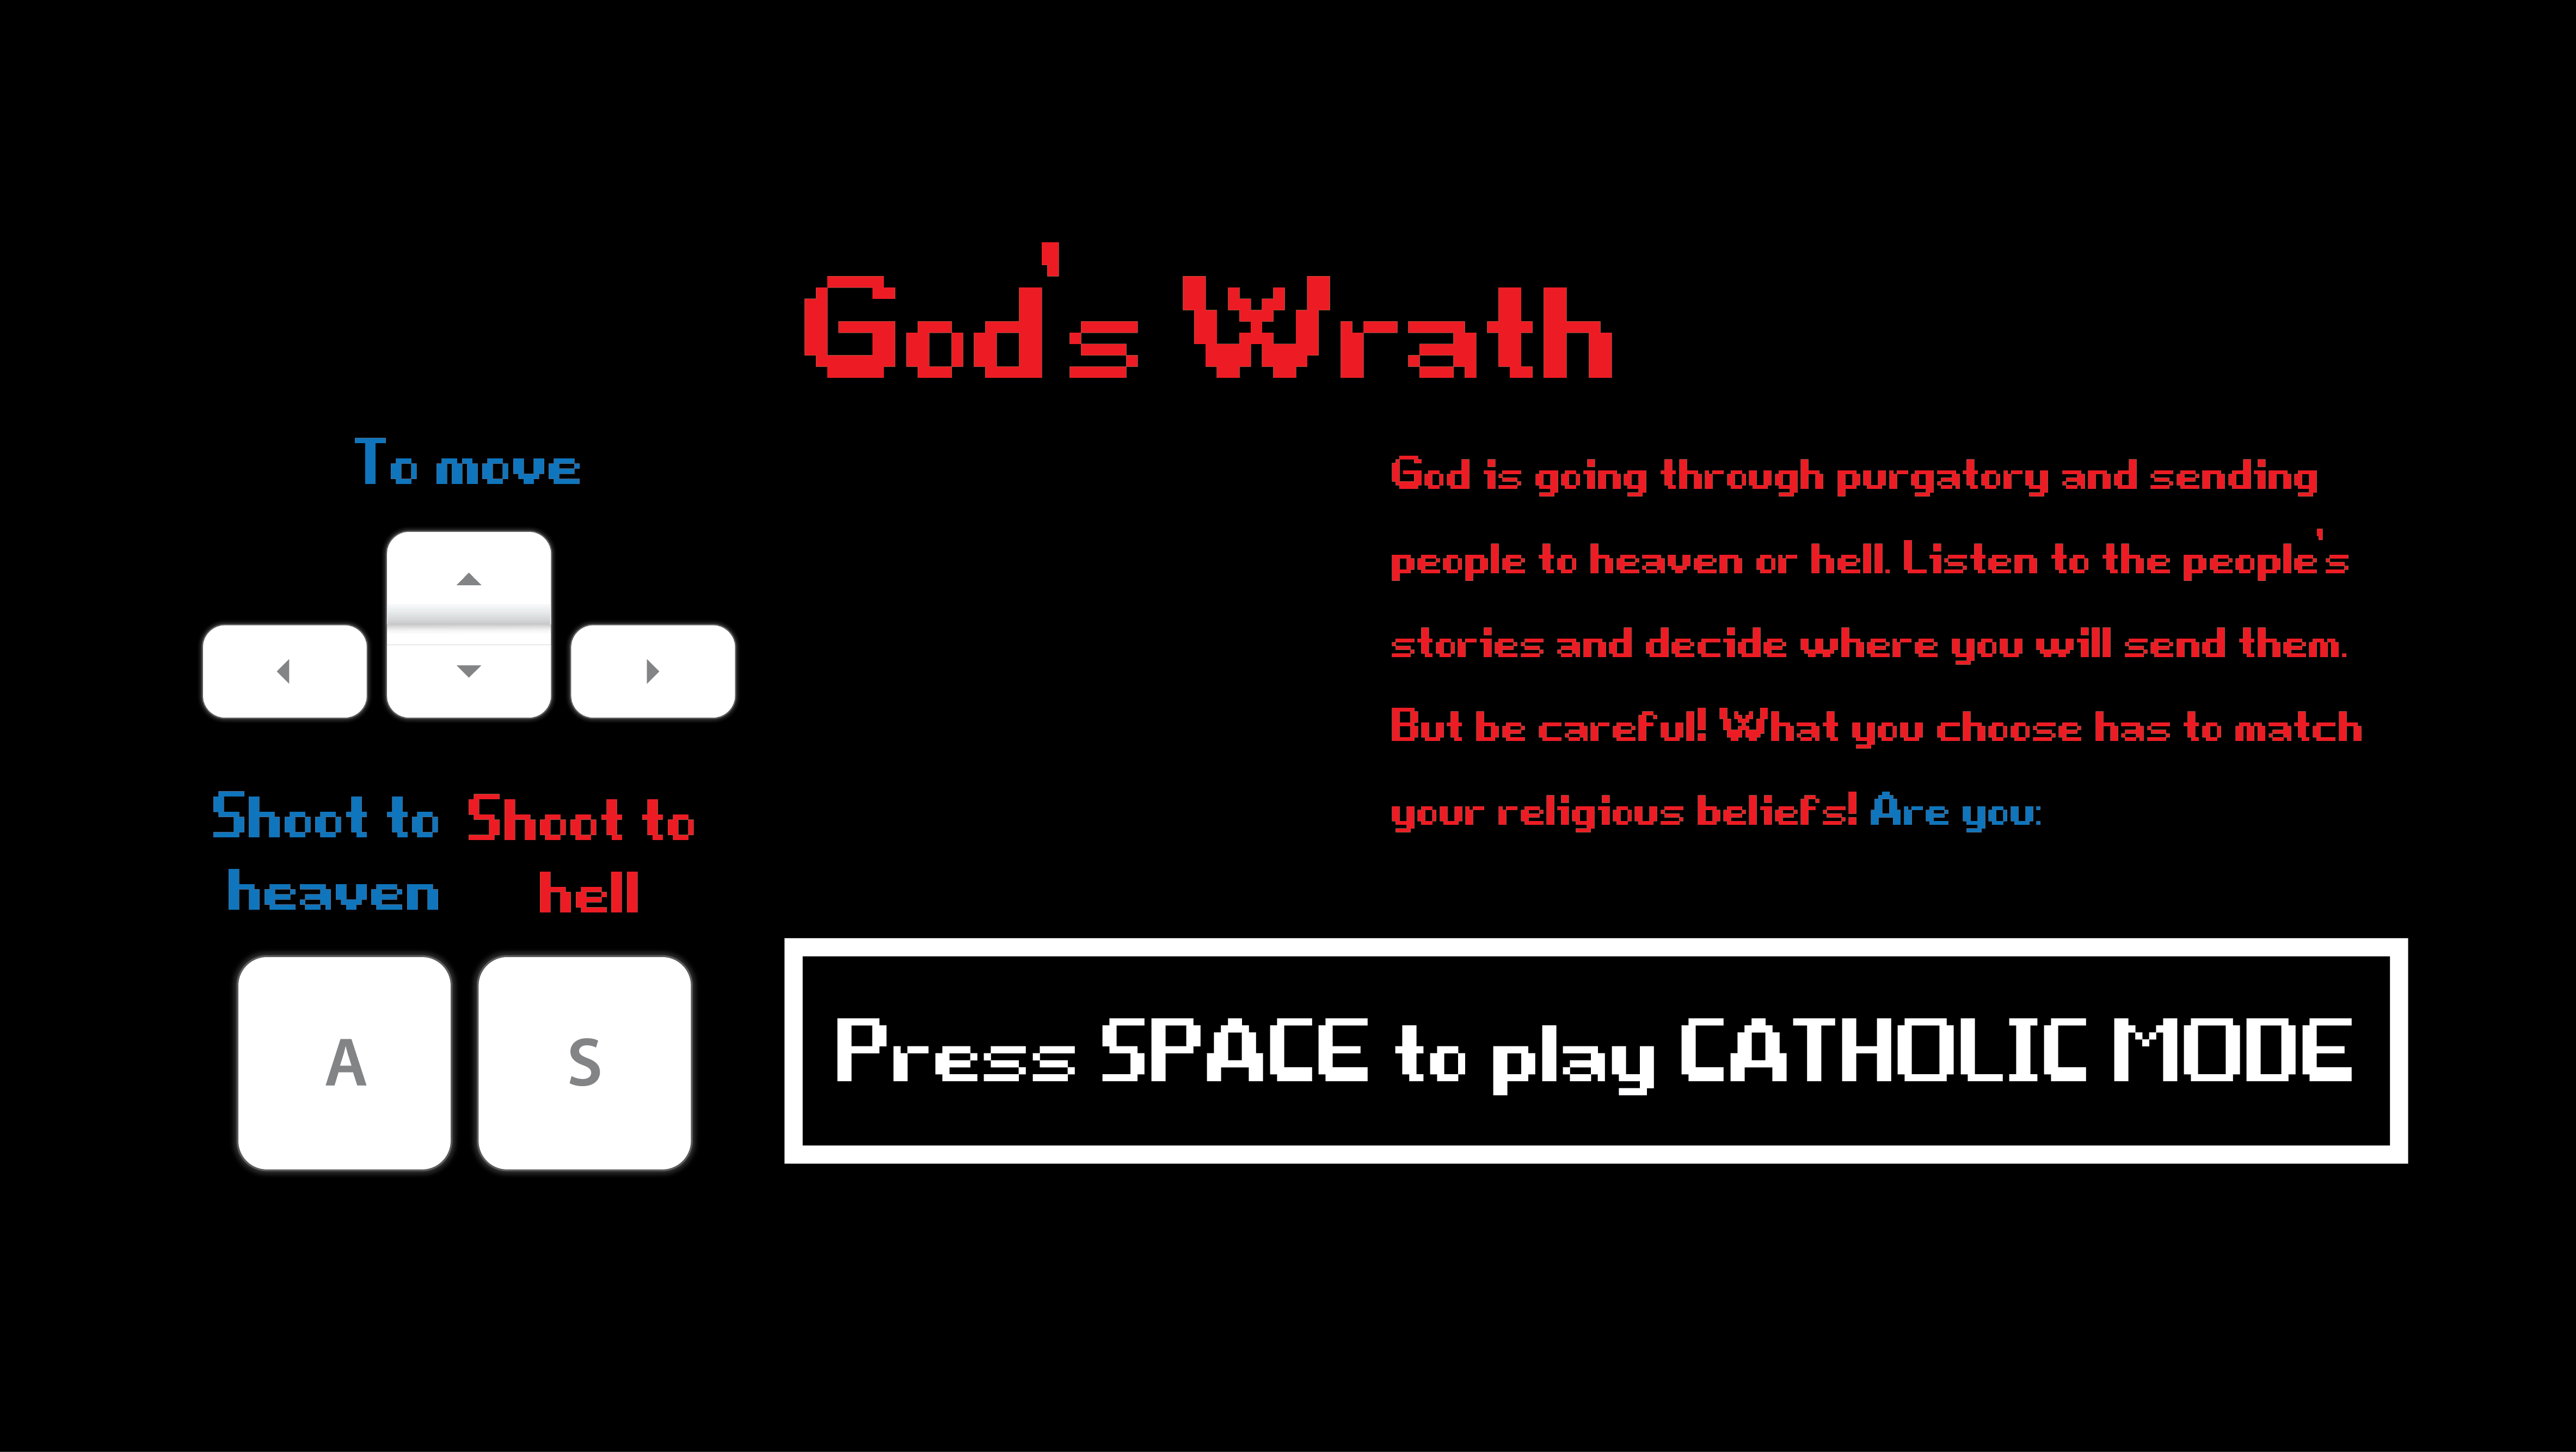 God's Wrath
To move
Shoot to
heaven
Shoot to
hell
A
S
God is going through purgatory and sending
people to heaven or hell. Listen to the people's
stories and decide where you will send them.
But be careful! What you choose has to match
your religious beliefs! Are you:
Press SPACE to play CATHOLIC MODE